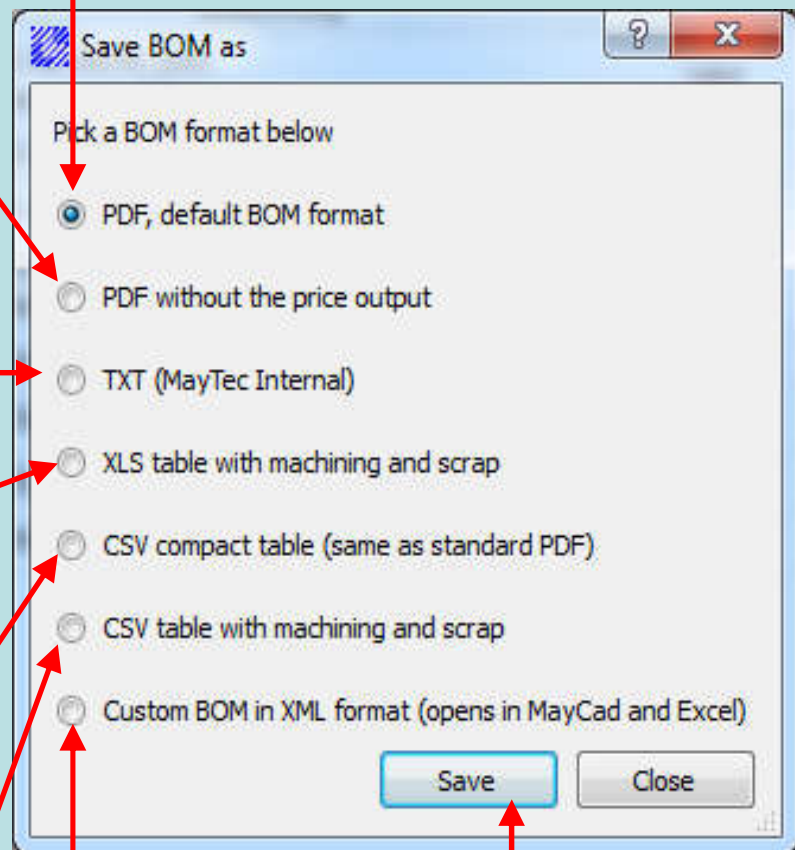 Save BOM as
Pick a BOM format below
PDF, default BOM format
PDF without the price output
TXT (MayTec Internal)
XLS table with machining and scrap
CSV compact table (same as standard PDF)
CSV table with machining and scrap
Custom BOM in XML format (opens in MayCad and Excel)
Save Close